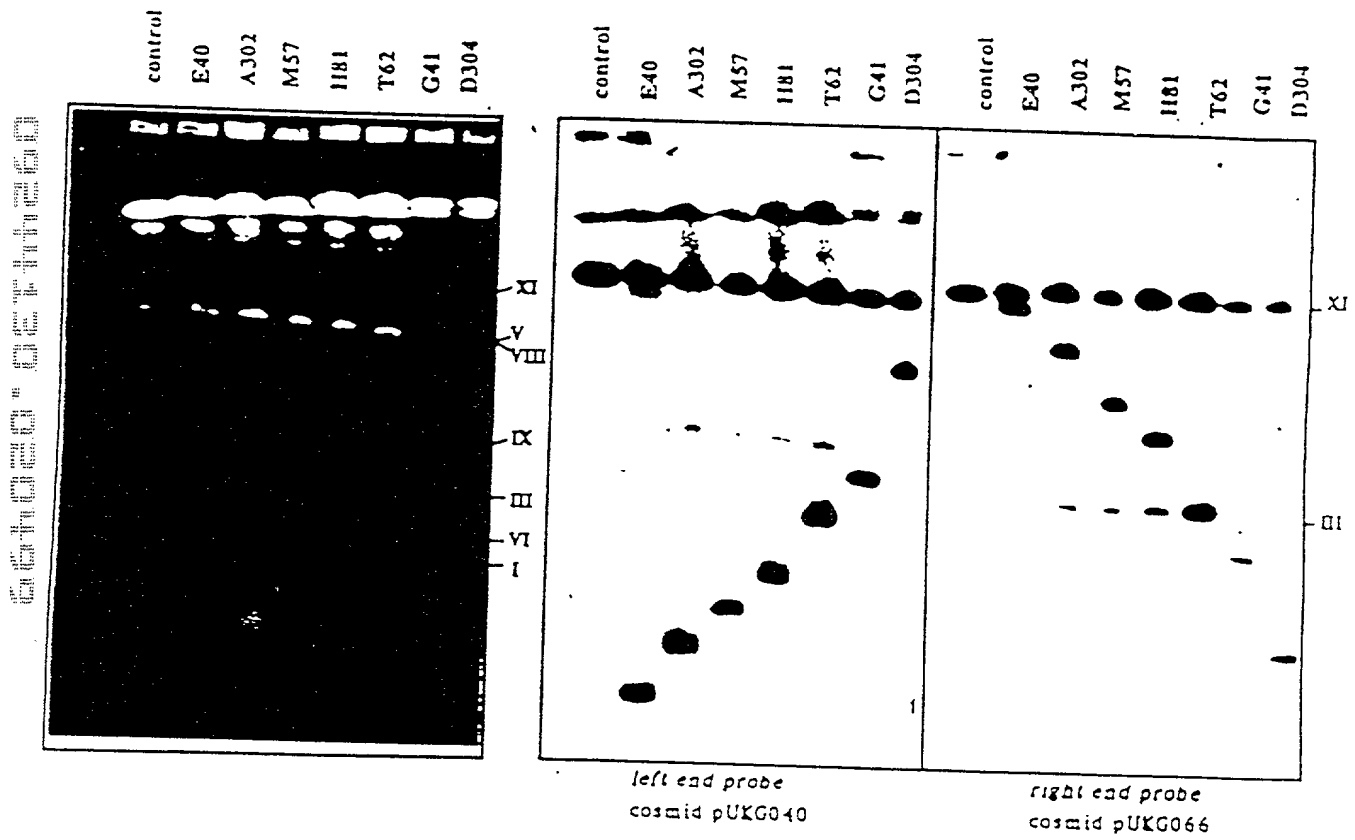 control E40 A302 M57 H81 T62 G41 D304
control E40 A302 M57 H81 T62 G41 D304
control E40 A302 M57 H81 T62 G41 D304
XI
V
VIII
IX
III
VI
I
XI
III
1
left end probe
cosmid pUKG040
right end probe
cosmid pUKG066